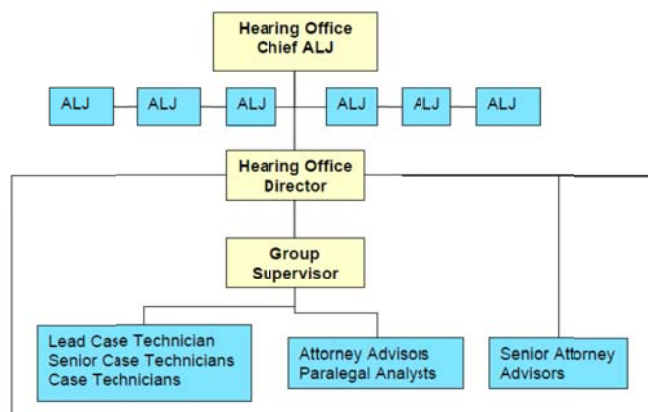 Hearing Office
Chief ALJ
ALJ
ALJ
ALJ
ALJ
ALJ
ALJ
Hearing Office
Director
Group
Supervisor
Lead Case Technician
Senior Case Technicians
Case Technicians
Attorney Advisors
Paralegal Analysts
Senior Attorney
Advisors